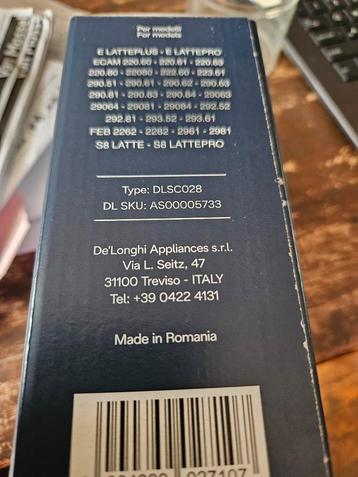 Per modelli
For models
E LATTEPLUS - E LATTEPRO
ECAM 220.60 - 220.61 - 220.63
220.80 - 22080 - 222.60 - 223.61
290.51 - 290.61 - 290.62 - 290.63
290.81 - 290.83 - 290.84 - 29063
29064 - 29081 - 29084 - 292.52
292.81 - 293.52 - 293.61
FEB 2262 - 2282 - 2961 - 2981
S8 LATTE - S8 LATTEPRO
Type: DLSC028
DL SKU: AS00005733
De'Longhi Appliances s.r.l.
Via L. Seitz, 47
31100 Treviso - ITALY
Tel: +39 0422 4131
Made in Romania